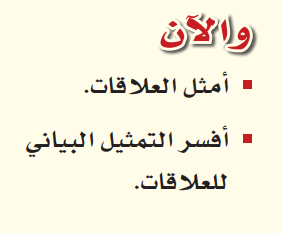 والآن
أمثل العلاقات.
أفسر التمثيل البياني
للعلاقات.